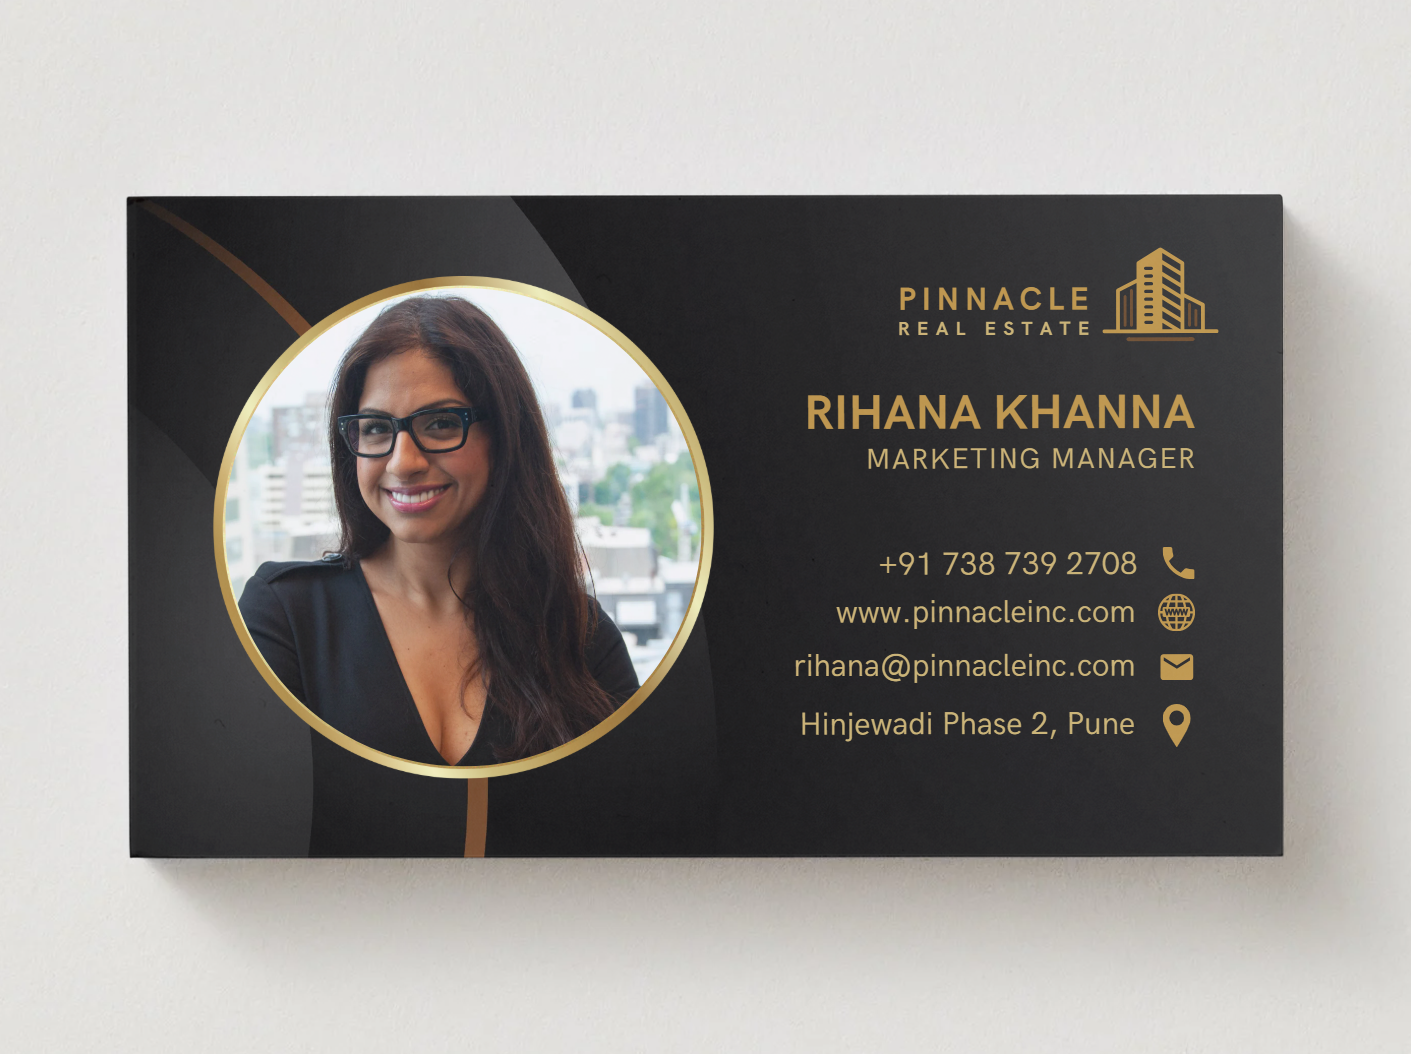 PINNACLE
REAL ESTATE
RIHANA KHANNA
MARKETING MANAGER
+91 738 739 2708
www.pinnacleinc.com
WWW
rihana@pinnacleinc.com
Hinjewadi Phase 2, Pune